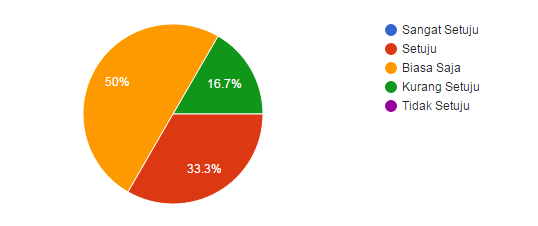 50%
16.7%
33.3%
Sangat Setuju
Setuju
Biasa Saja
Kurang Setuju
Tidak Setuju